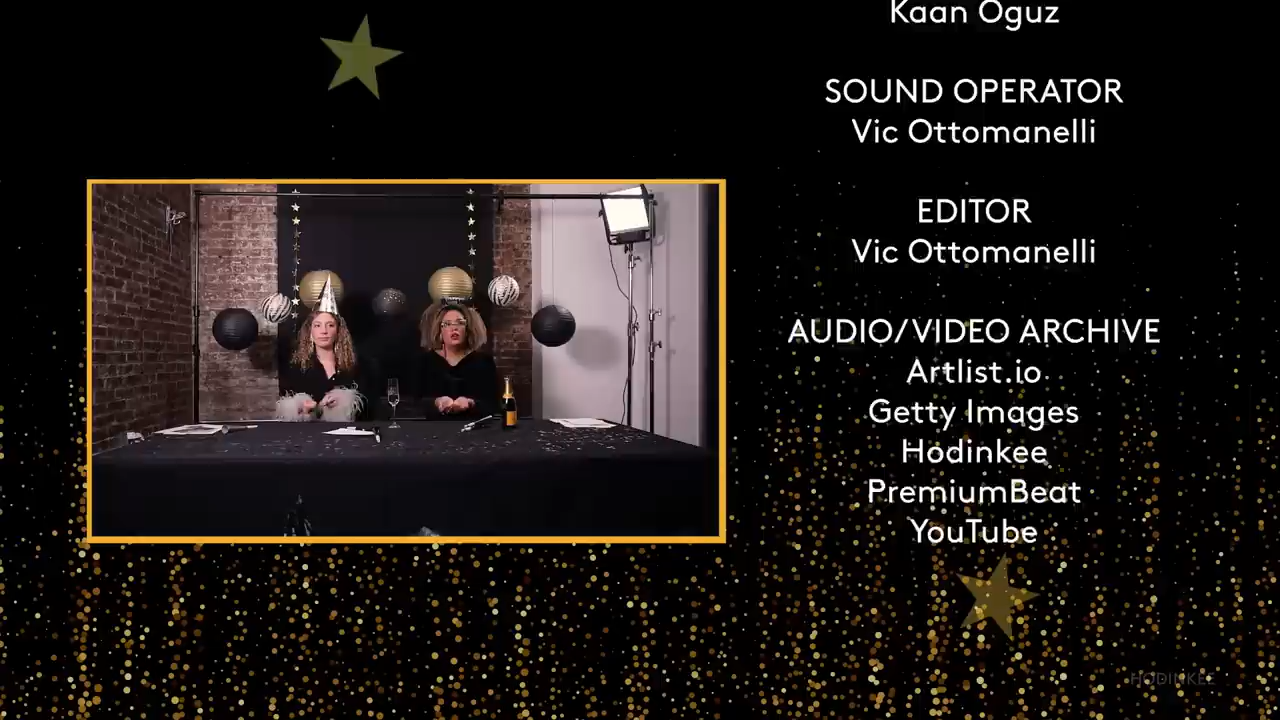 Kaan Oguz
SOUND OPERATOR
Vic Ottomanelli
EDITOR
Vic Ottomanelli
AUDIO/VIDEO ARCHIVE
Artlist.io
Getty Images
Hodinkee
PremiumBeat
YouTube
HODINKEE